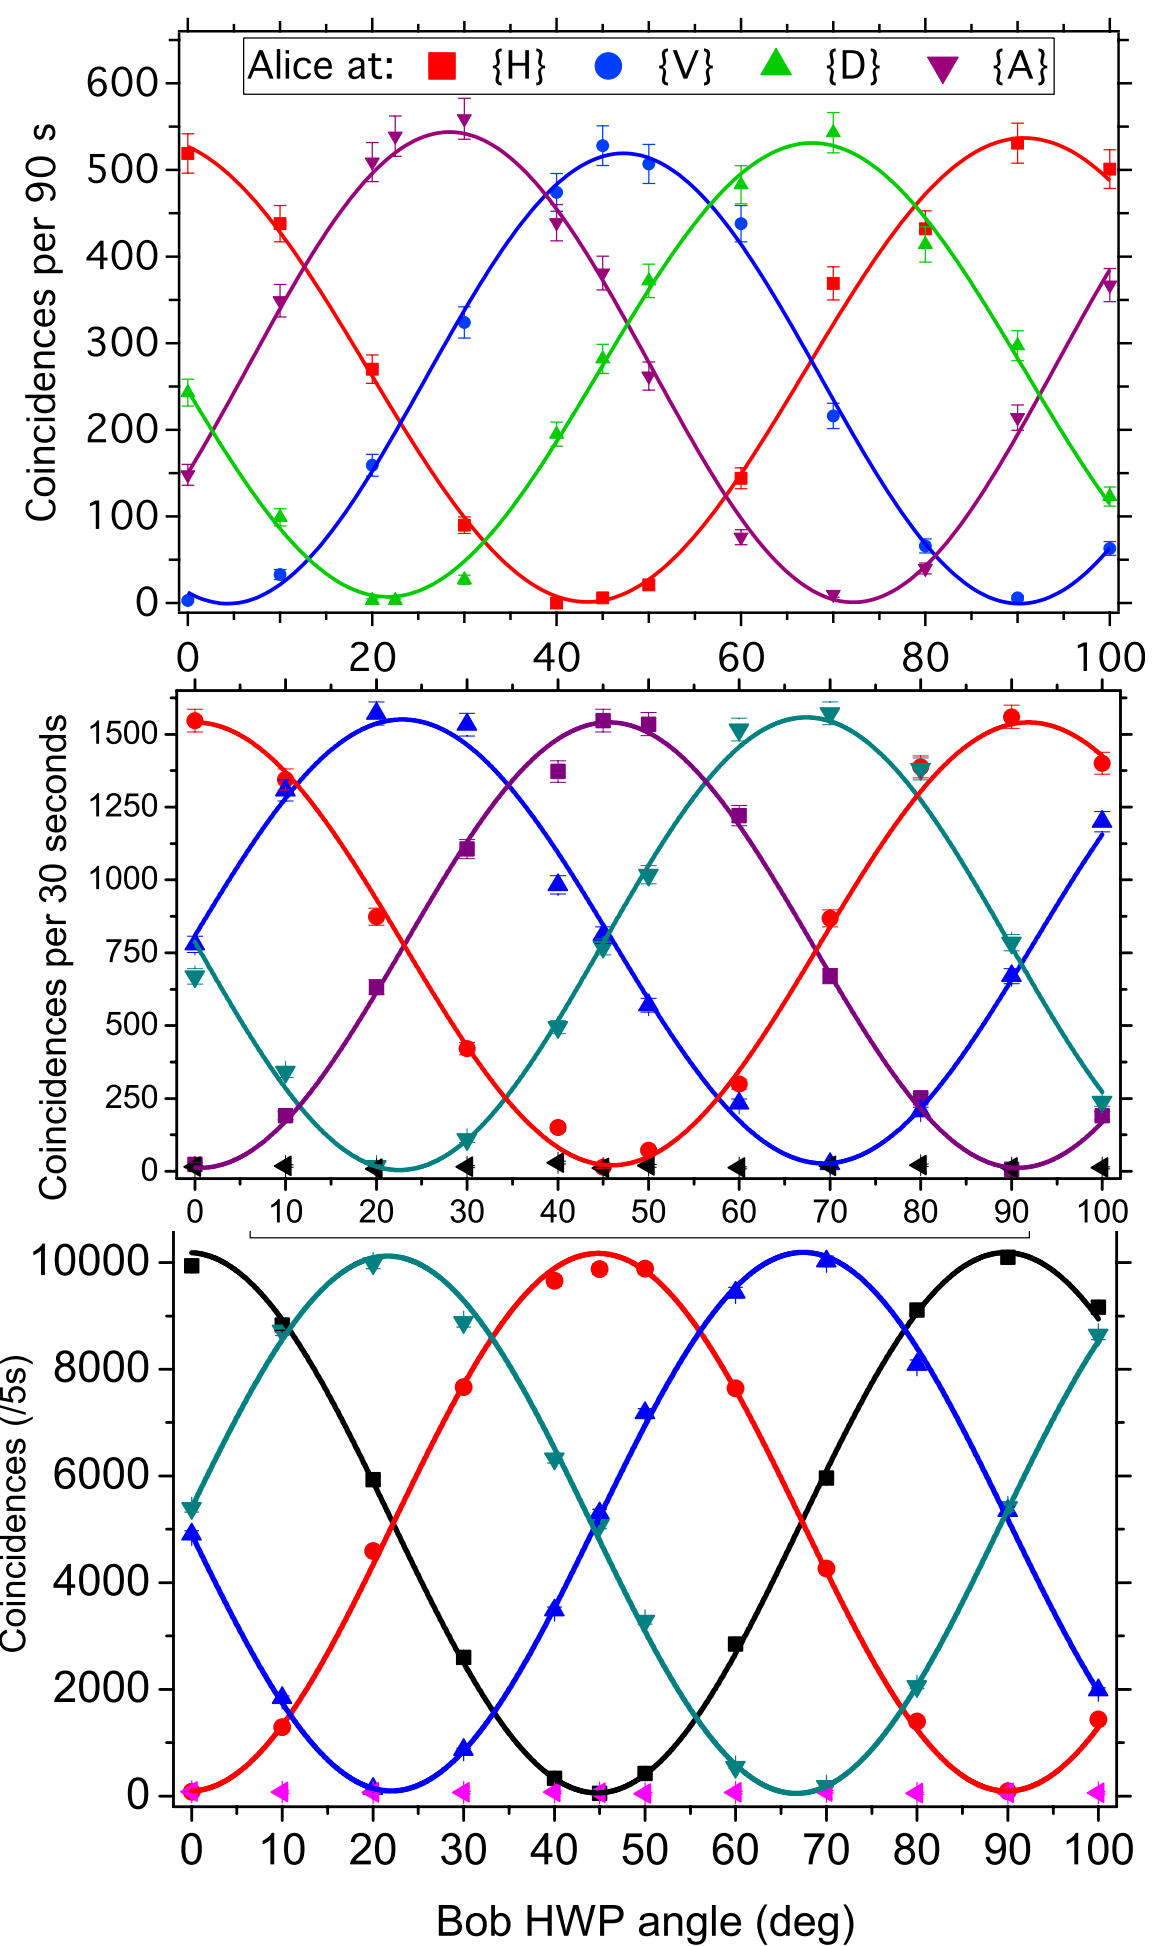 Alice at: {H} {V} {D} {A}
600
500
400
300
200
100
0
Coincidences per 90 s
0 20 40 60 80 100
1500
1250
1000
750
500
250
0
Coincidences per 30 seconds
0 10 20 30 40 50 60 70 80 90 100
10000
8000
6000
4000
2000
0
Coincidences (/5s)
0 10 20 30 40 50 60 70 80 90 100
Bob HWP angle (deg)